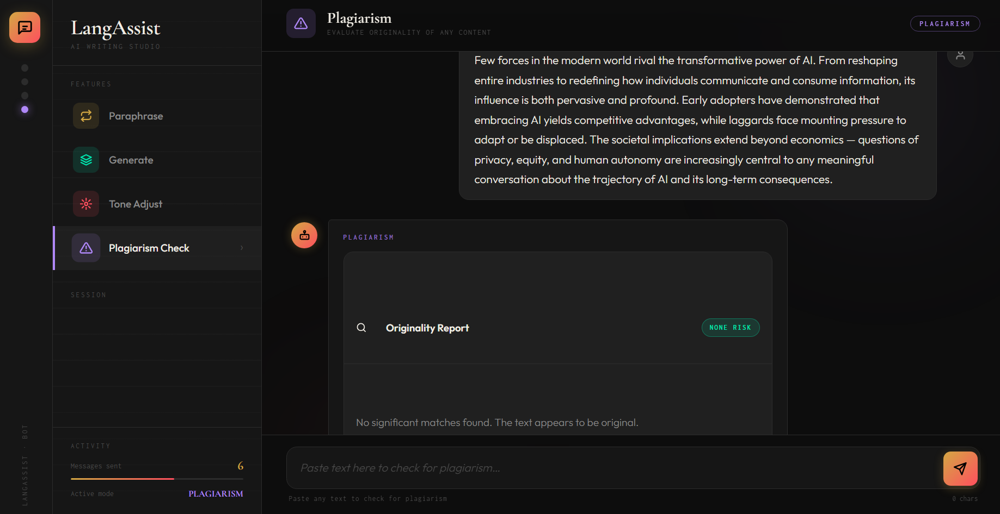 LangAssist
AI WRITING STUDIO
FEATURES
Paraphrase
Generate
Tone Adjust
Plagiarism Check
SESSION
ACTIVITY
Messages sent
6
Active mode
PLAGIARISM
LANGASSIST · BOT
Plagiarism
EVALUATE ORIGINALITY OF ANY CONTENT
PLAGIARISM
Few forces in the modern world rival the transformative power of AI. From reshaping
entire industries to redefining how individuals communicate and consume information, its
influence is both pervasive and profound. Early adopters have demonstrated that
embracing AI yields competitive advantages, while laggards face mounting pressure to
adapt or be displaced. The societal implications extend beyond economics — questions of
privacy, equity, and human autonomy are increasingly central to any meaningful
conversation about the trajectory of AI and its long-term consequences.
PLAGIARISM
Originality Report
NONE RISK
No significant matches found. The text appears to be original.
Paste text here to check for plagiarism...
Paste any text to check for plagiarism
0 chars